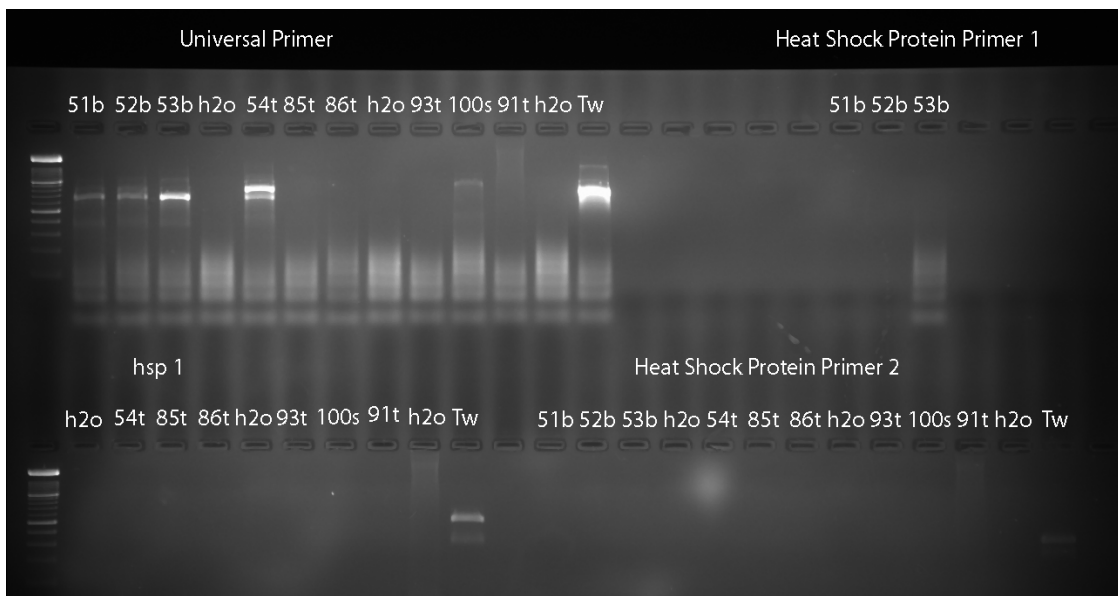 Universal Primer Heat Shock Protein Primer 1
51b 52b 53b h2o 54t 85t 86t h2o 93t 100s 91t h2o Tw 51b 52b 53b
hsp 1 Heat Shock Protein Primer 2
h2o 54t 85t 86t h2o 93t 100s 91t h2o Tw 51b 52b 53b h2o 54t 85t 86t h2o 93t 100s 91t h2o Tw